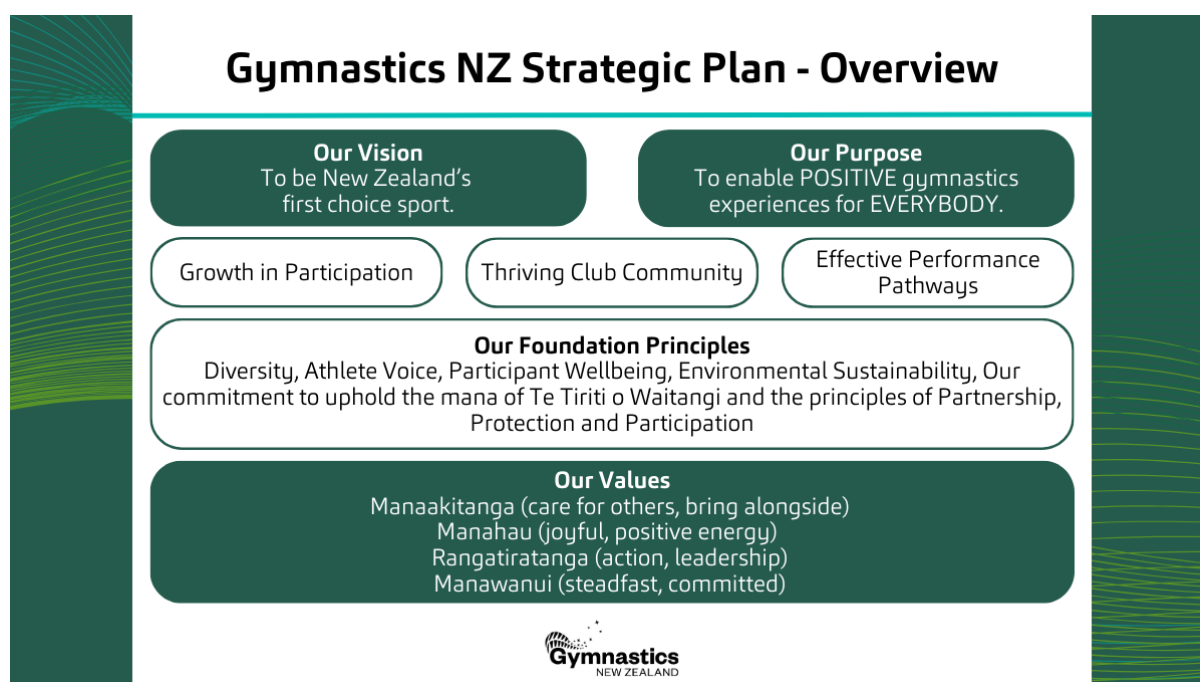 Gymnastics NZ Strategic Plan - Overview
Our Vision
To be New Zealand's
first choice sport.
Our Purpose
To enable POSITIVE gymnastics
experiences for EVERYBODY.
Growth in Participation
Thriving Club Community
Effective Performance
Pathways
Our Foundation Principles
Diversity, Athlete Voice, Participant Wellbeing, Environmental Sustainability, Our
commitment to uphold the mana of Te Tiriti o Waitangi and the principles of Partnership,
Protection and Participation
Our Values
Manaakitanga (care for others, bring alongside)
Manahau (joyful, positive energy)
Rangatiratanga (action, leadership)
Manawanui (steadfast, committed)
Gymnastics
NEW ZEALAND